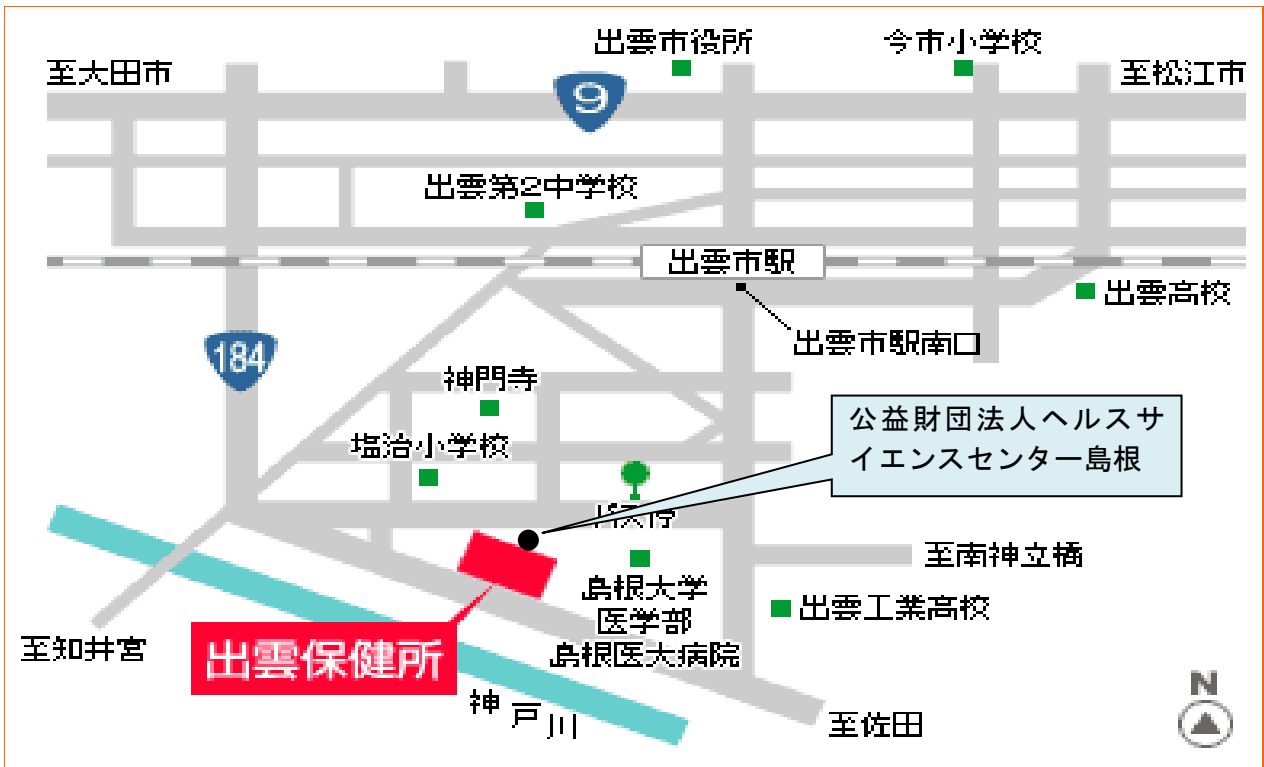 出雲市役所
今市小学校
至大田市
至松江市
9
出雲第2中学校
出雲市駅
出雲高校
出雲市駅南口
184
神門寺
公益財団法人ヘルスサ
イエンスセンター島根
塩治小学校
至南神立橋
島根大学
医学部
島根医大病院
出雲工業高校
至知井宮
出雲保健所
神戸川
至佐田
N